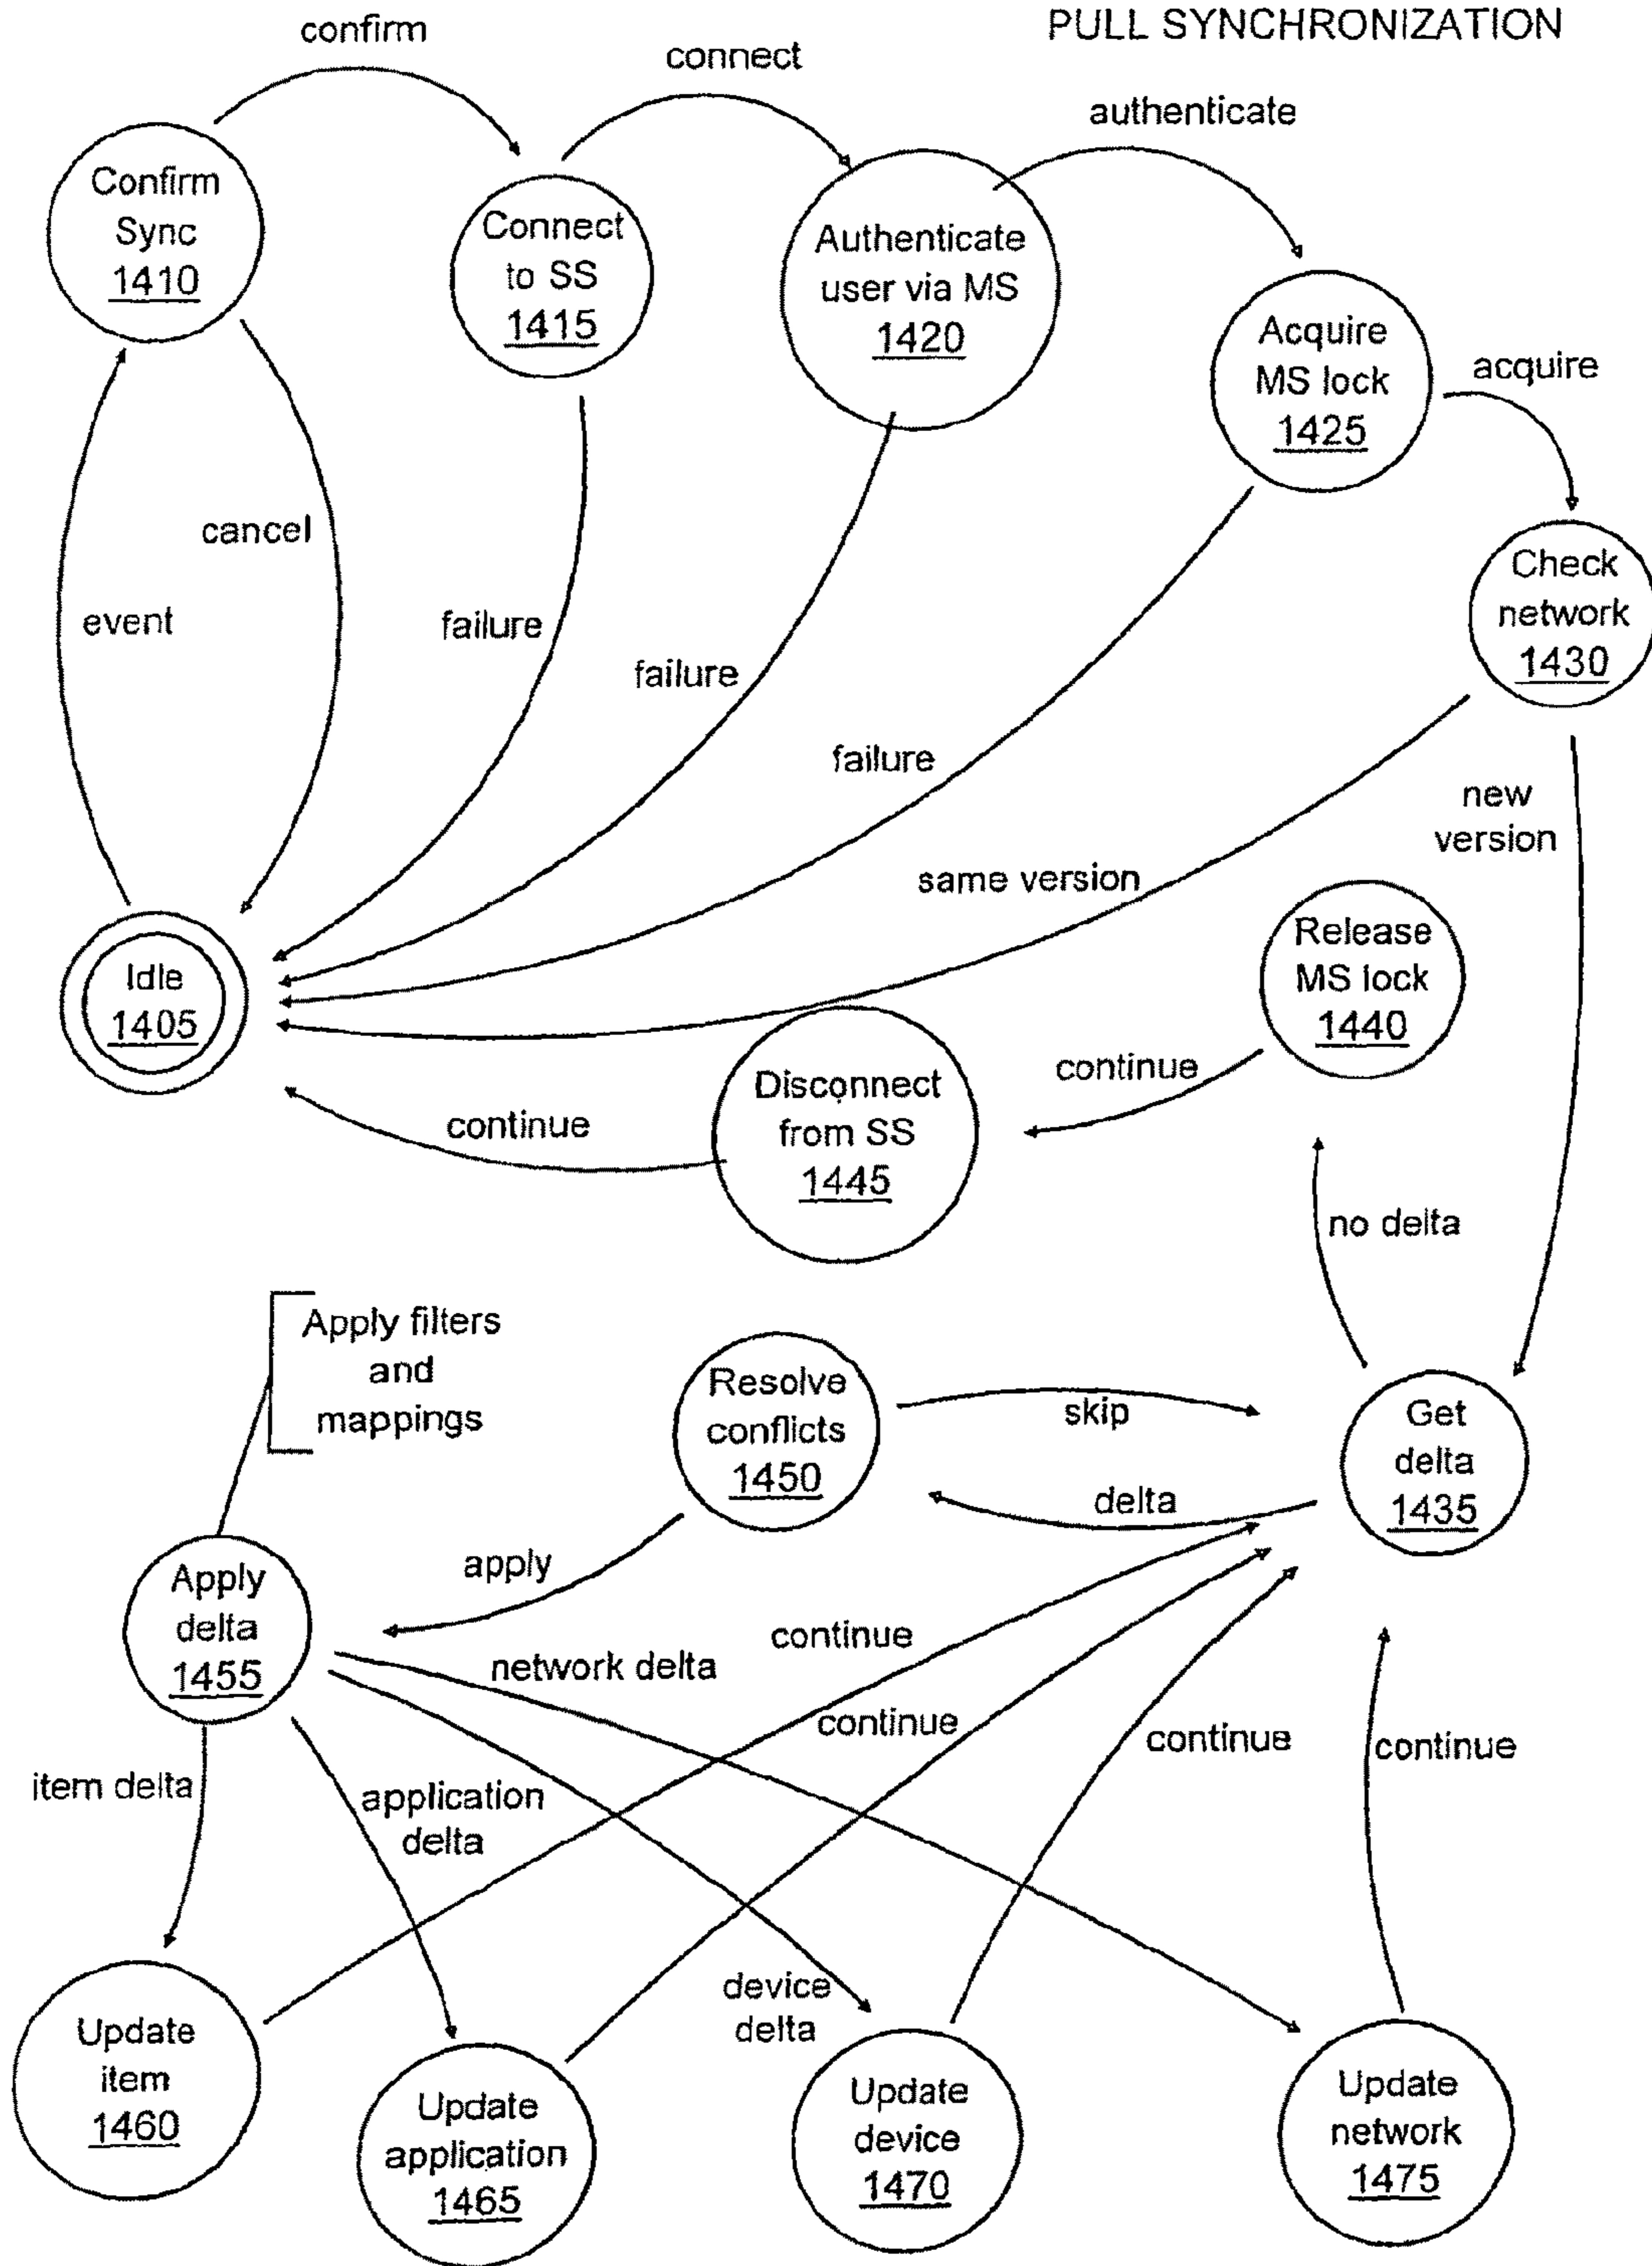 PULL SYNCHRONIZATION
confirm
connect
authenticate
Confirm
Sync
1410
Connect
to SS
1415
Authenticate
user via MS
1420
Acquire
MS lock
1425
acquire
Check
network
1430
event
cancel
failure
failure
failure
same version
new
version
Idle
1405
Release
MS lock
1440
continue
Disconnect
from SS
1445
continue
no delta
Apply filters
and
mappings
Resolve
conflicts
1450
skip
delta
Get
delta
1435
apply
Apply
delta
1455
network delta
continue
continue
continue
continue
item delta
application
delta
device
delta
Update
item
1460
Update
application
1465
Update
device
1470
Update
network
1475